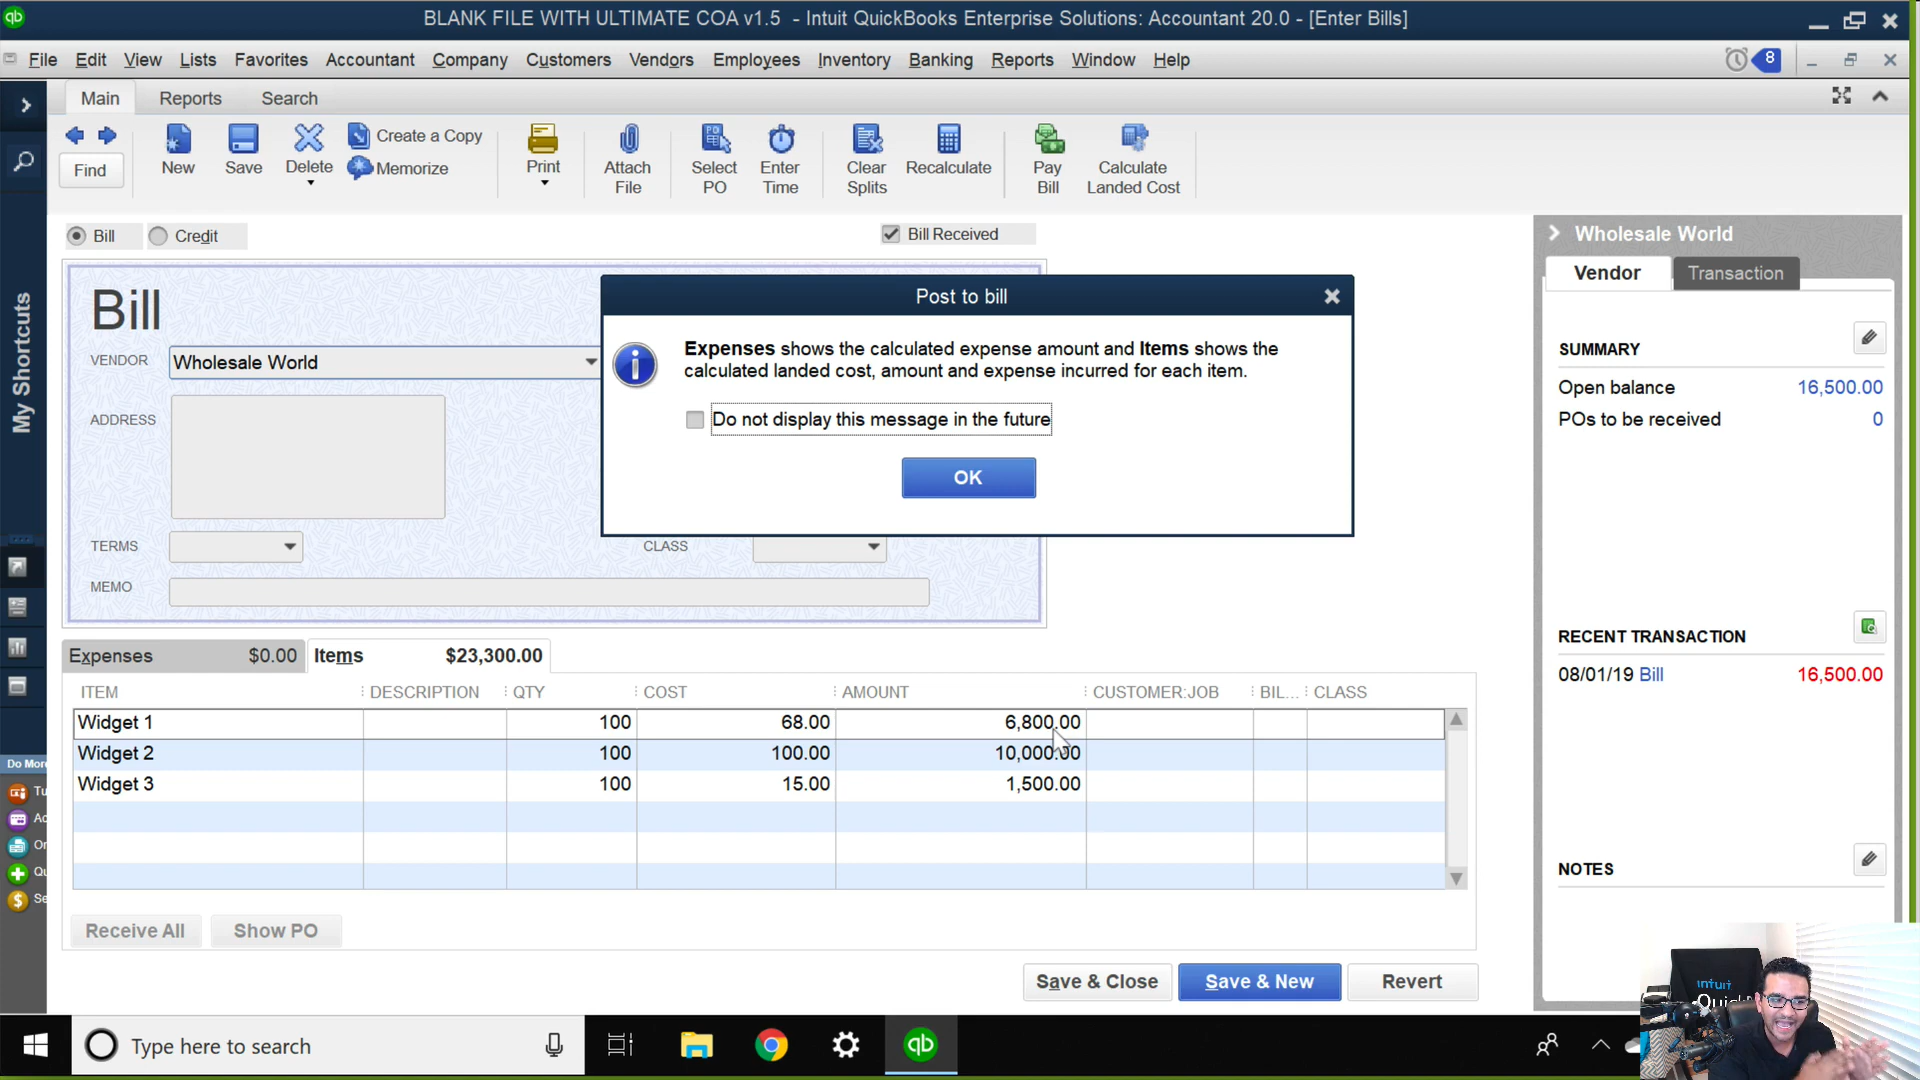 qb
BLANK FILE WITH ULTIMATE COA v1.5 - Intuit QuickBooks Enterprise Solutions: Accountant 20.0 - [Enter Bills]
File Edit View Lists Favorites Accountant Company Customers Vendors Employees Inventory Banking Reports Window Help 8
Main Reports Search
Create a Copy
Find New Save Delete Memorize Print Attach File Select PO Enter Time Clear Splits Recalculate Pay Bill Calculate Landed Cost
My Shortcuts
Bill Credit Bill Received
Bill
VENDOR Wholesale World
ADDRESS
TERMS CLASS
MEMO
Post to bill
Expenses shows the calculated expense amount and Items shows the
calculated landed cost, amount and expense incurred for each item.
Do not display this message in the future
OK
Expenses $0.00 Items $23,300.00
ITEM DESCRIPTION QTY COST AMOUNT CUSTOMER:JOB BIL... CLASS
Widget 1 100 68.00 6,800.00
Widget 2 100 100.00 10,000.00
Widget 3 100 15.00 1,500.00
Receive All Show PO
Save & Close Save & New Revert
Wholesale World
Vendor Transaction
SUMMARY
Open balance 16,500.00
POs to be received 0
RECENT TRANSACTION
08/01/19 Bill 16,500.00
NOTES
Do More
Tu
Ac
Or
Qu
Se
Type here to search
qb
intuit